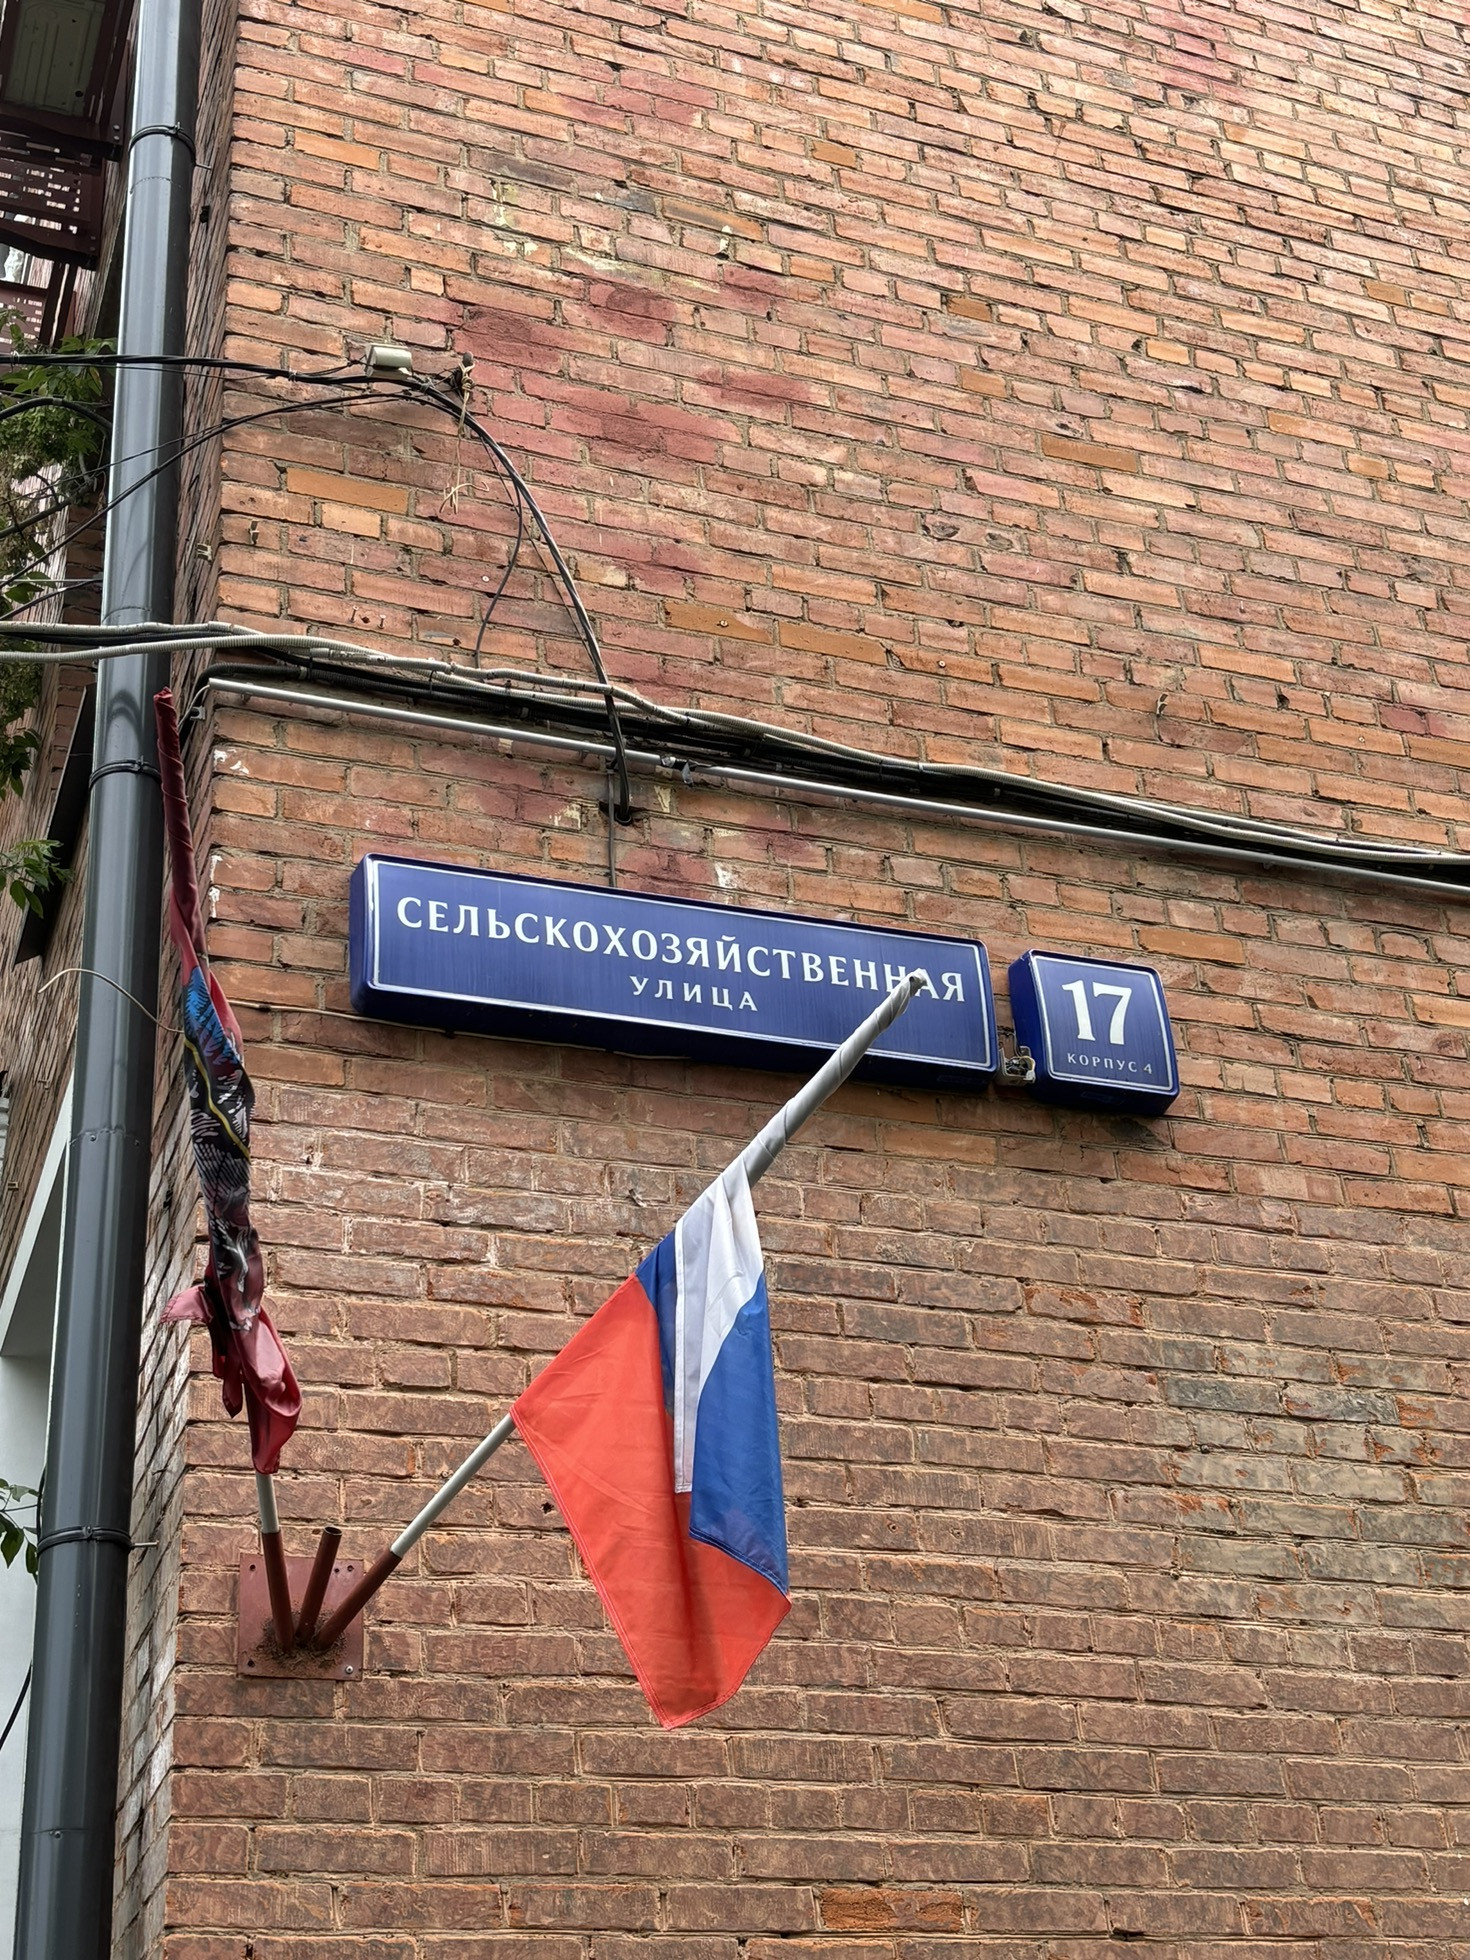 СЕЛЬСКОХОЗЯЙСТВЕННАЯ
УЛИЦА
17
КОРПУС 4